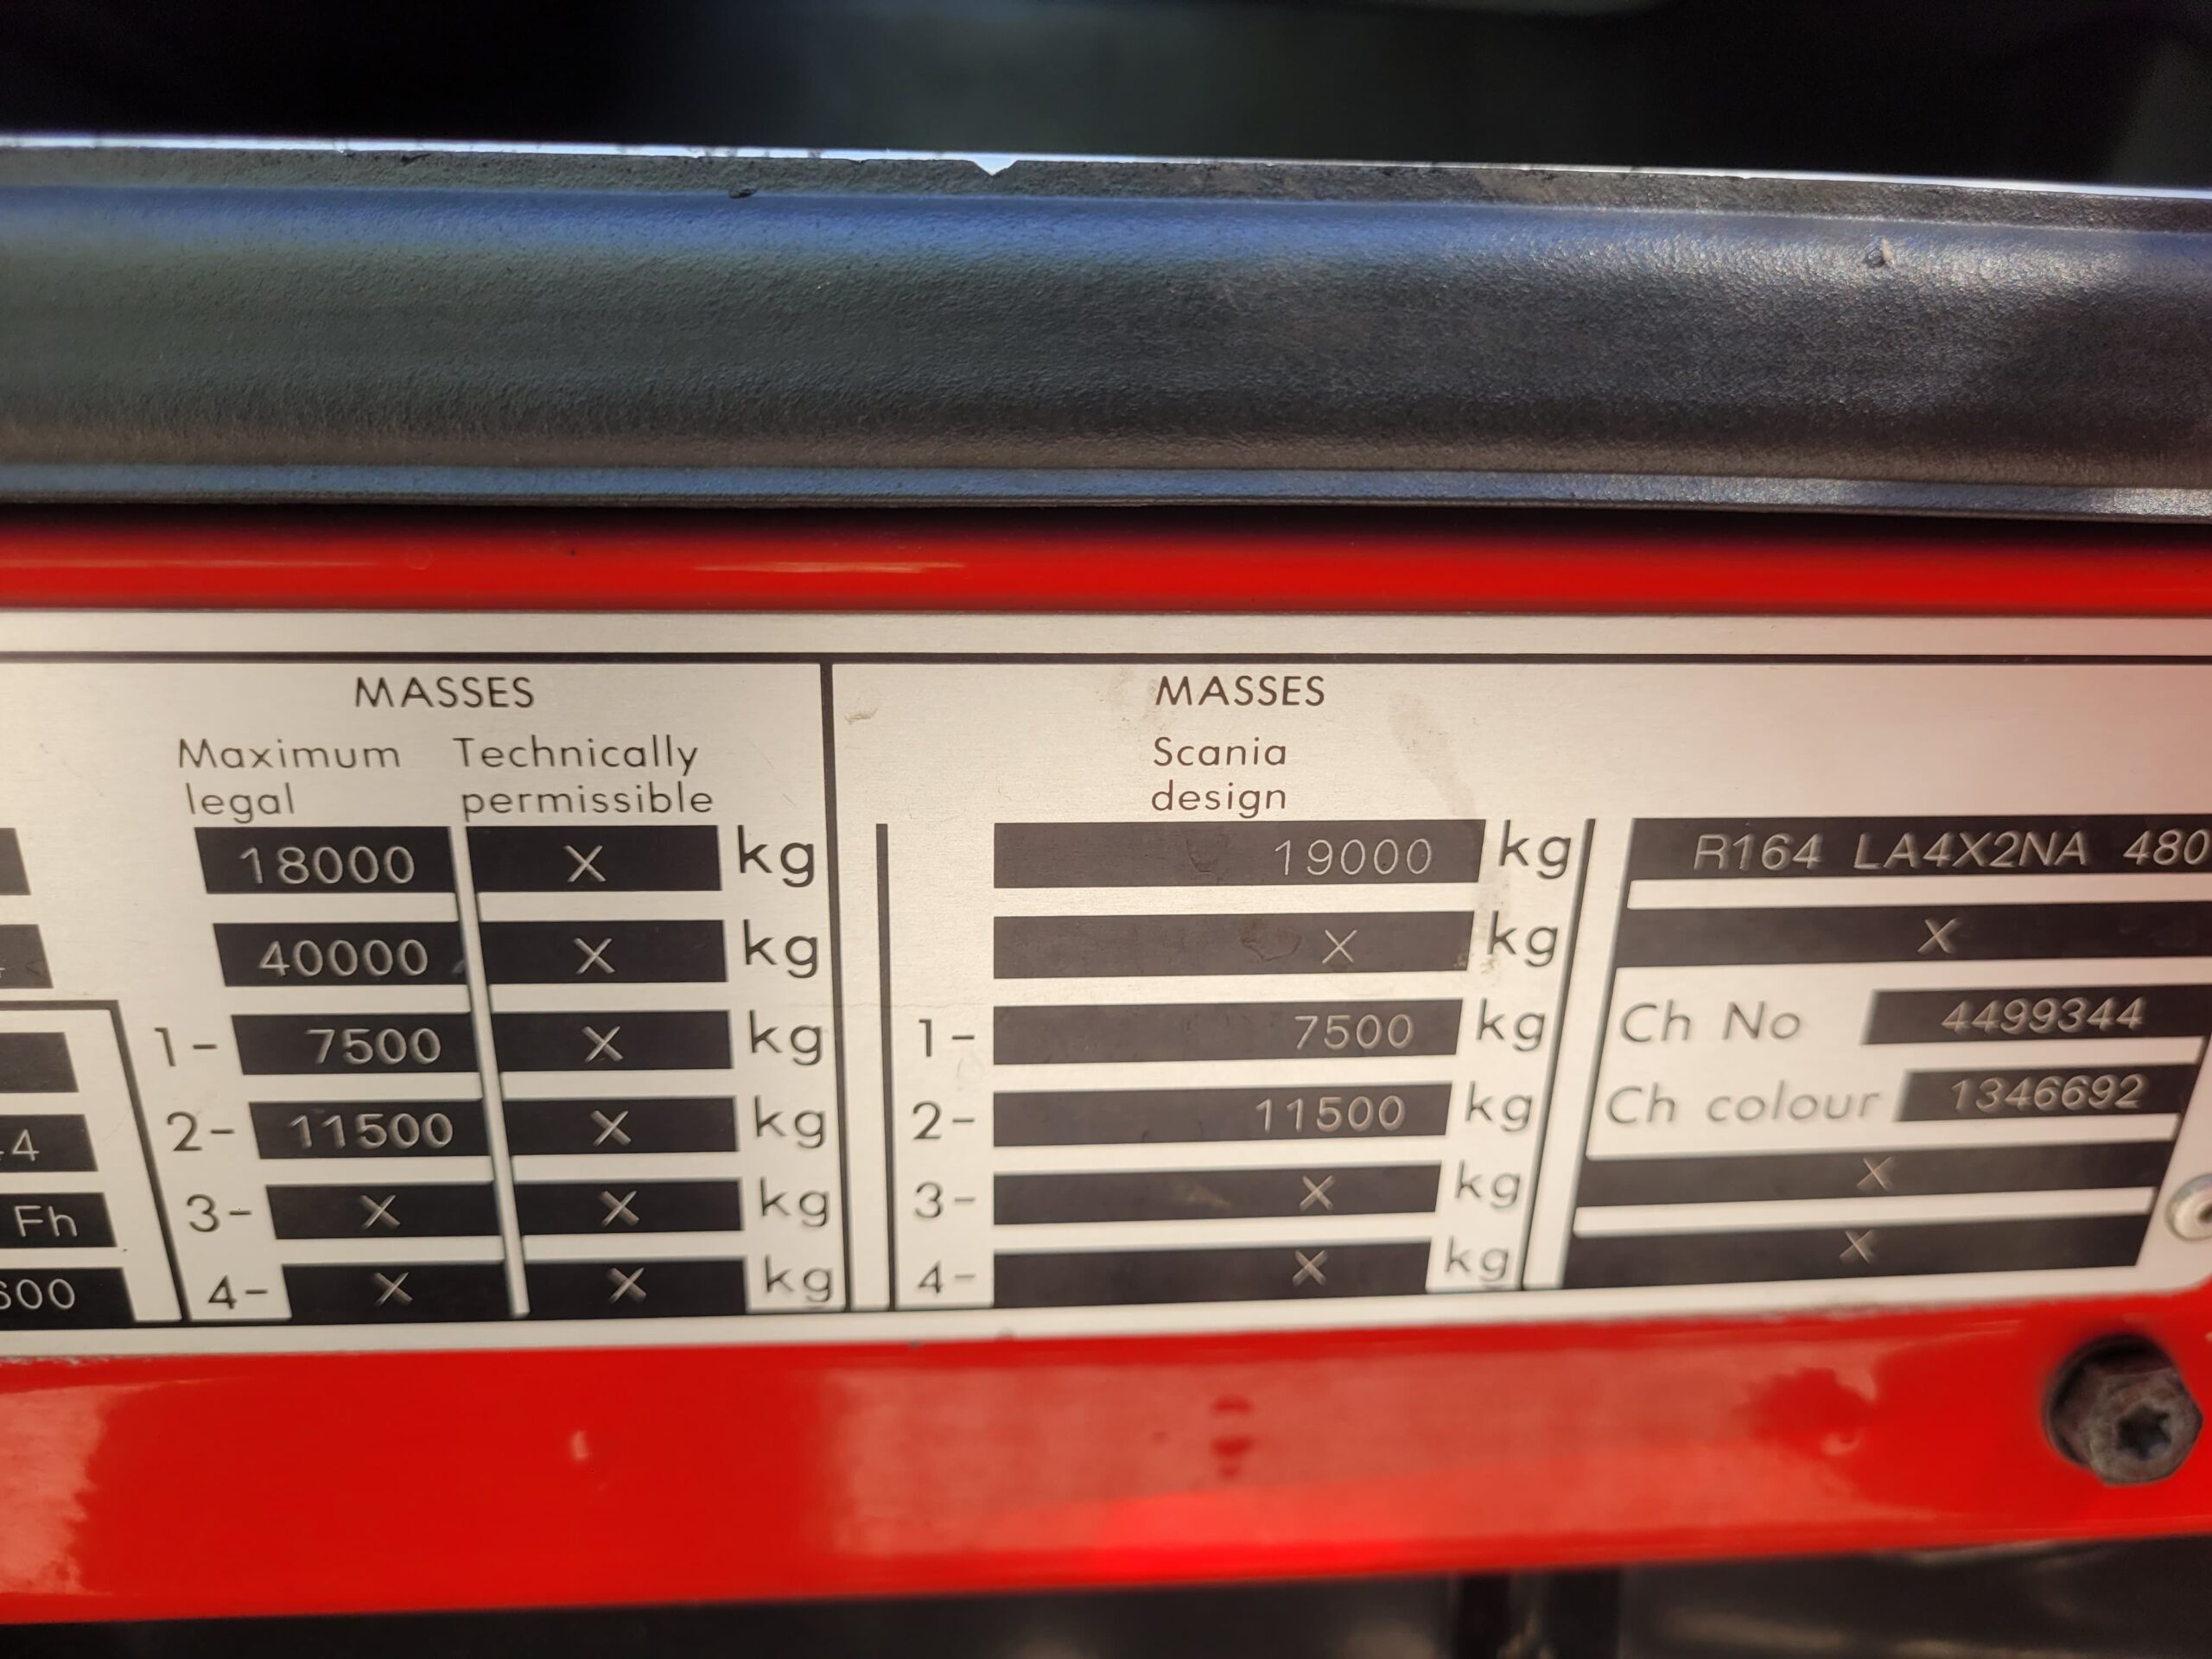 MASSES
Maximum legal
Technically permissible
18000 X kg
40000 X kg
1- 7500 X kg
2- 11500 X kg
3- X X kg
4- X X kg
4
Fh
600
MASSES
Scania
design
19000 kg
X kg
1- 7500 kg
2- 11500 kg
3- X kg
4- X kg
R164 LA4X2NA 480
X
Ch No 4499344
Ch colour 1346692
X
X